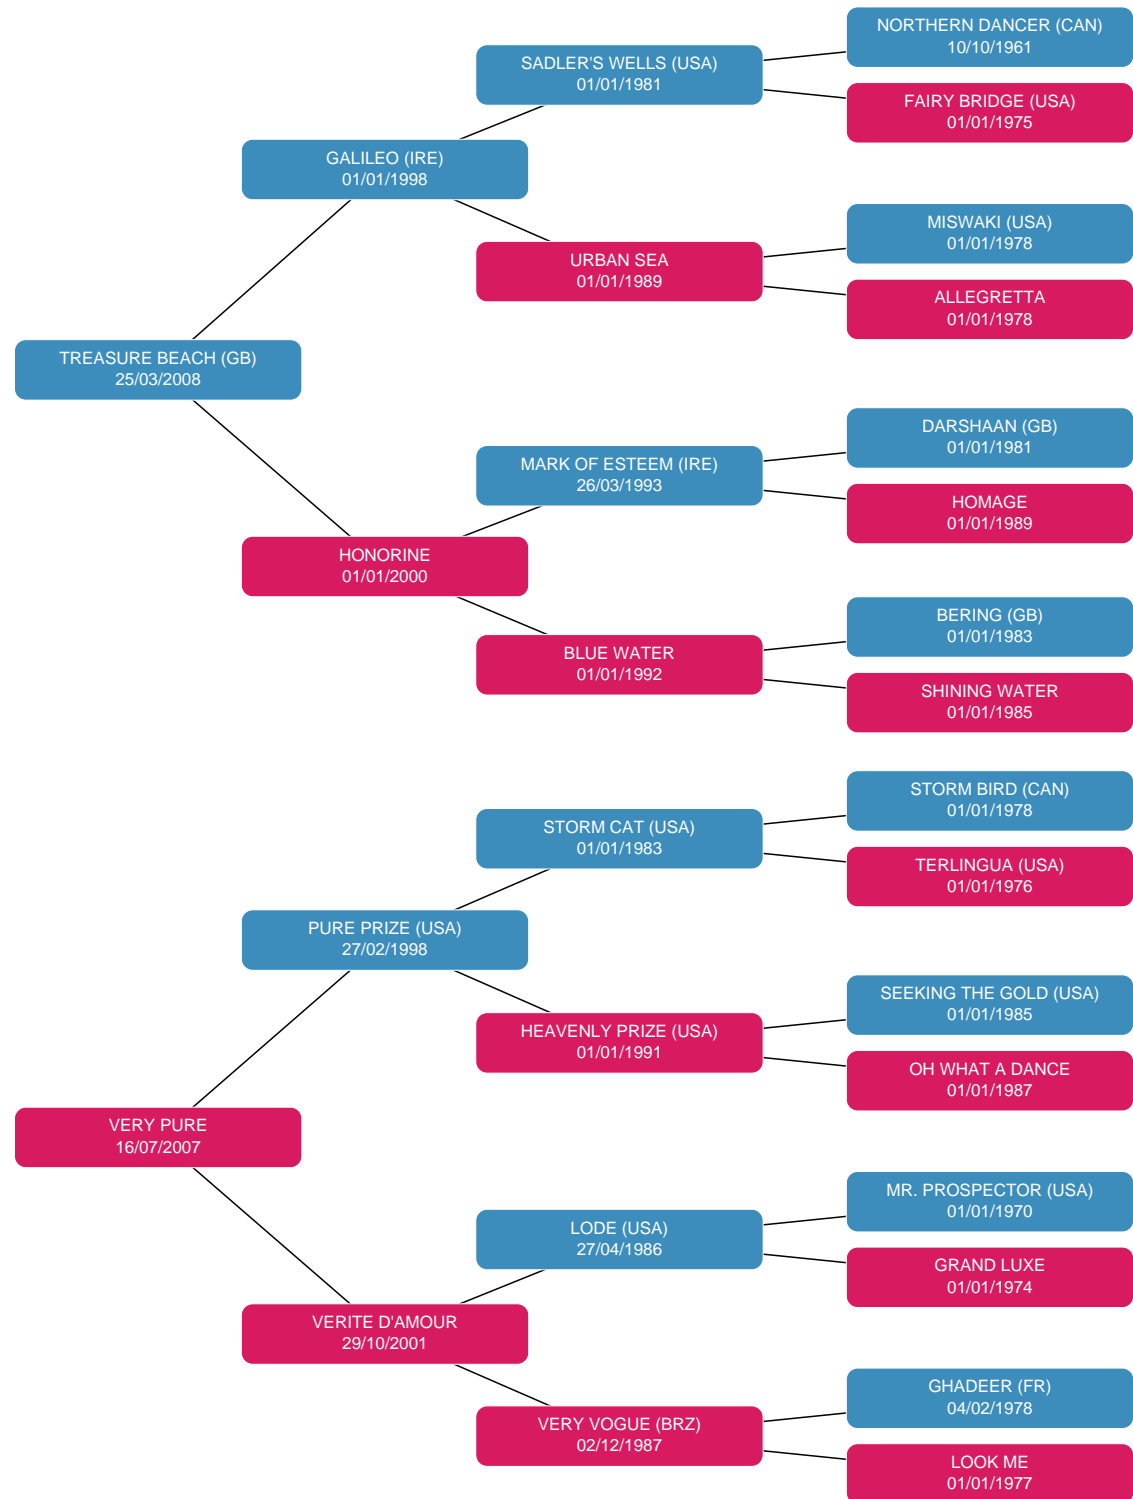 NORTHERN DANCER (CAN)
10/10/1961
SADLER'S WELLS (USA)
01/01/1981
FAIRY BRIDGE (USA)
01/01/1975
GALILEO (IRE)
01/01/1998
MISWAKI (USA)
01/01/1978
URBAN SEA
01/01/1989
ALLEGRETTA
01/01/1978
TREASURE BEACH (GB)
25/03/2008
DARSHAAN (GB)
01/01/1981
MARK OF ESTEEM (IRE)
26/03/1993
HOMAGE
01/01/1989
HONORINE
01/01/2000
BERING (GB)
01/01/1983
BLUE WATER
01/01/1992
SHINING WATER
01/01/1985
STORM BIRD (CAN)
01/01/1978
STORM CAT (USA)
01/01/1983
TERLINGUA (USA)
01/01/1976
PURE PRIZE (USA)
27/02/1998
SEEKING THE GOLD (USA)
01/01/1985
HEAVENLY PRIZE (USA)
01/01/1991
OH WHAT A DANCE
01/01/1987
VERY PURE
16/07/2007
MR. PROSPECTOR (USA)
01/01/1970
LODE (USA)
27/04/1986
GRAND LUXE
01/01/1974
VERITE D'AMOUR
29/10/2001
GHADEER (FR)
04/02/1978
VERY VOGUE (BRZ)
02/12/1987
LOOK ME
01/01/1977